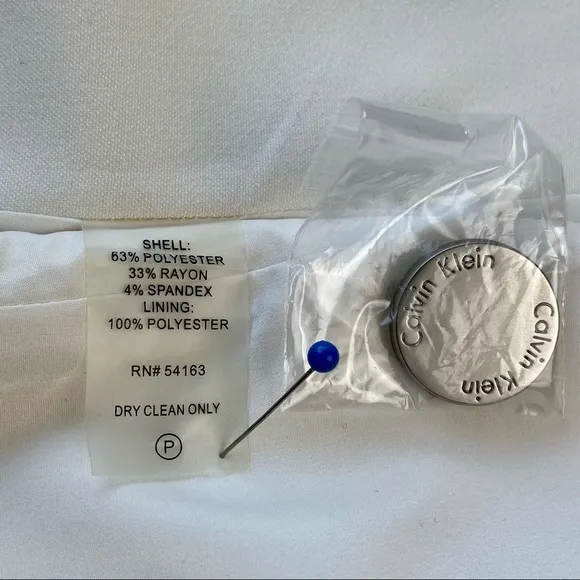 SHELL:
63% POLYESTER
33% RAYON
4% SPANDEX
LINING:
100% POLYESTER
RN# 54163
DRY CLEAN ONLY
P
Calvin Klein
Calvin Klein